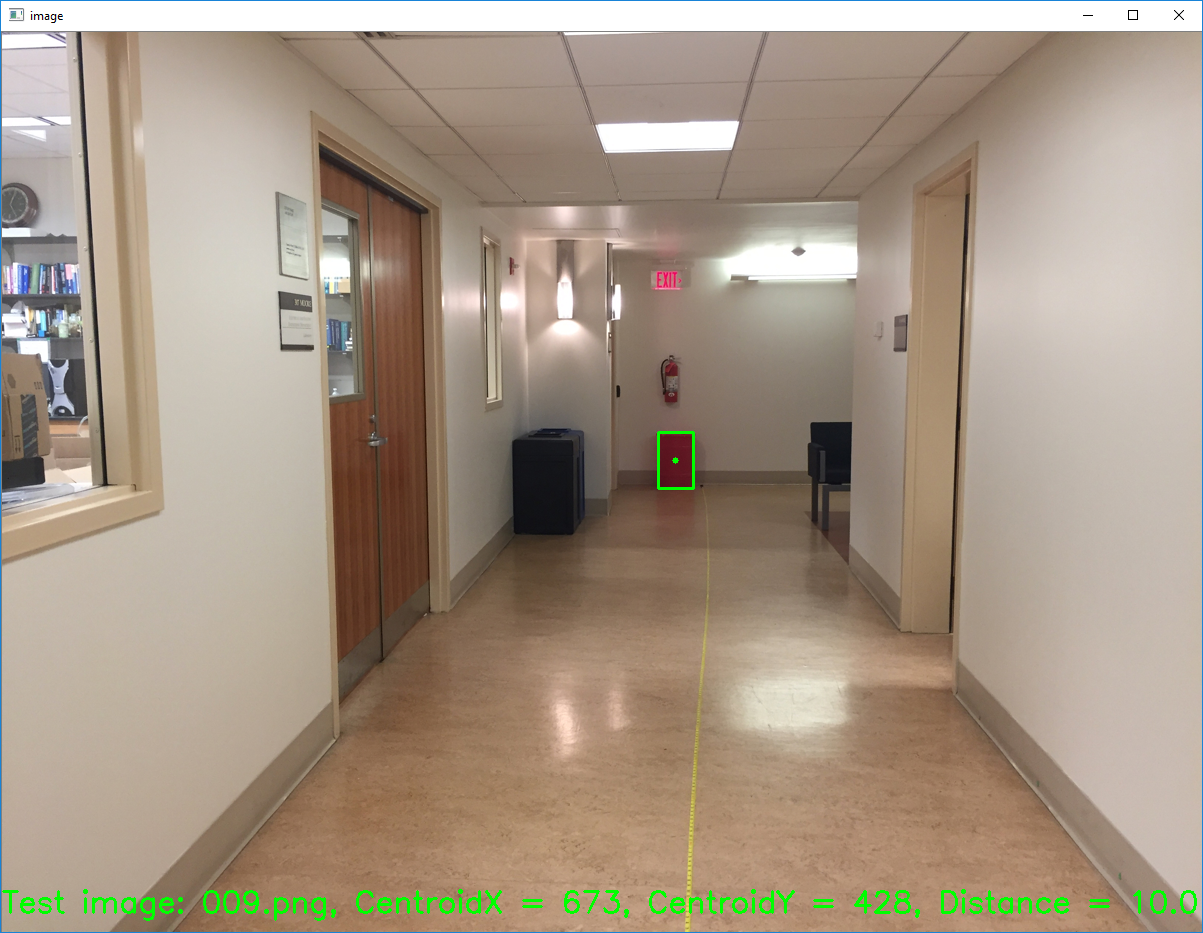 image
EXIT
Test image: 009.png, CentroidX = 673, CentroidY = 428, Distance = 10.0